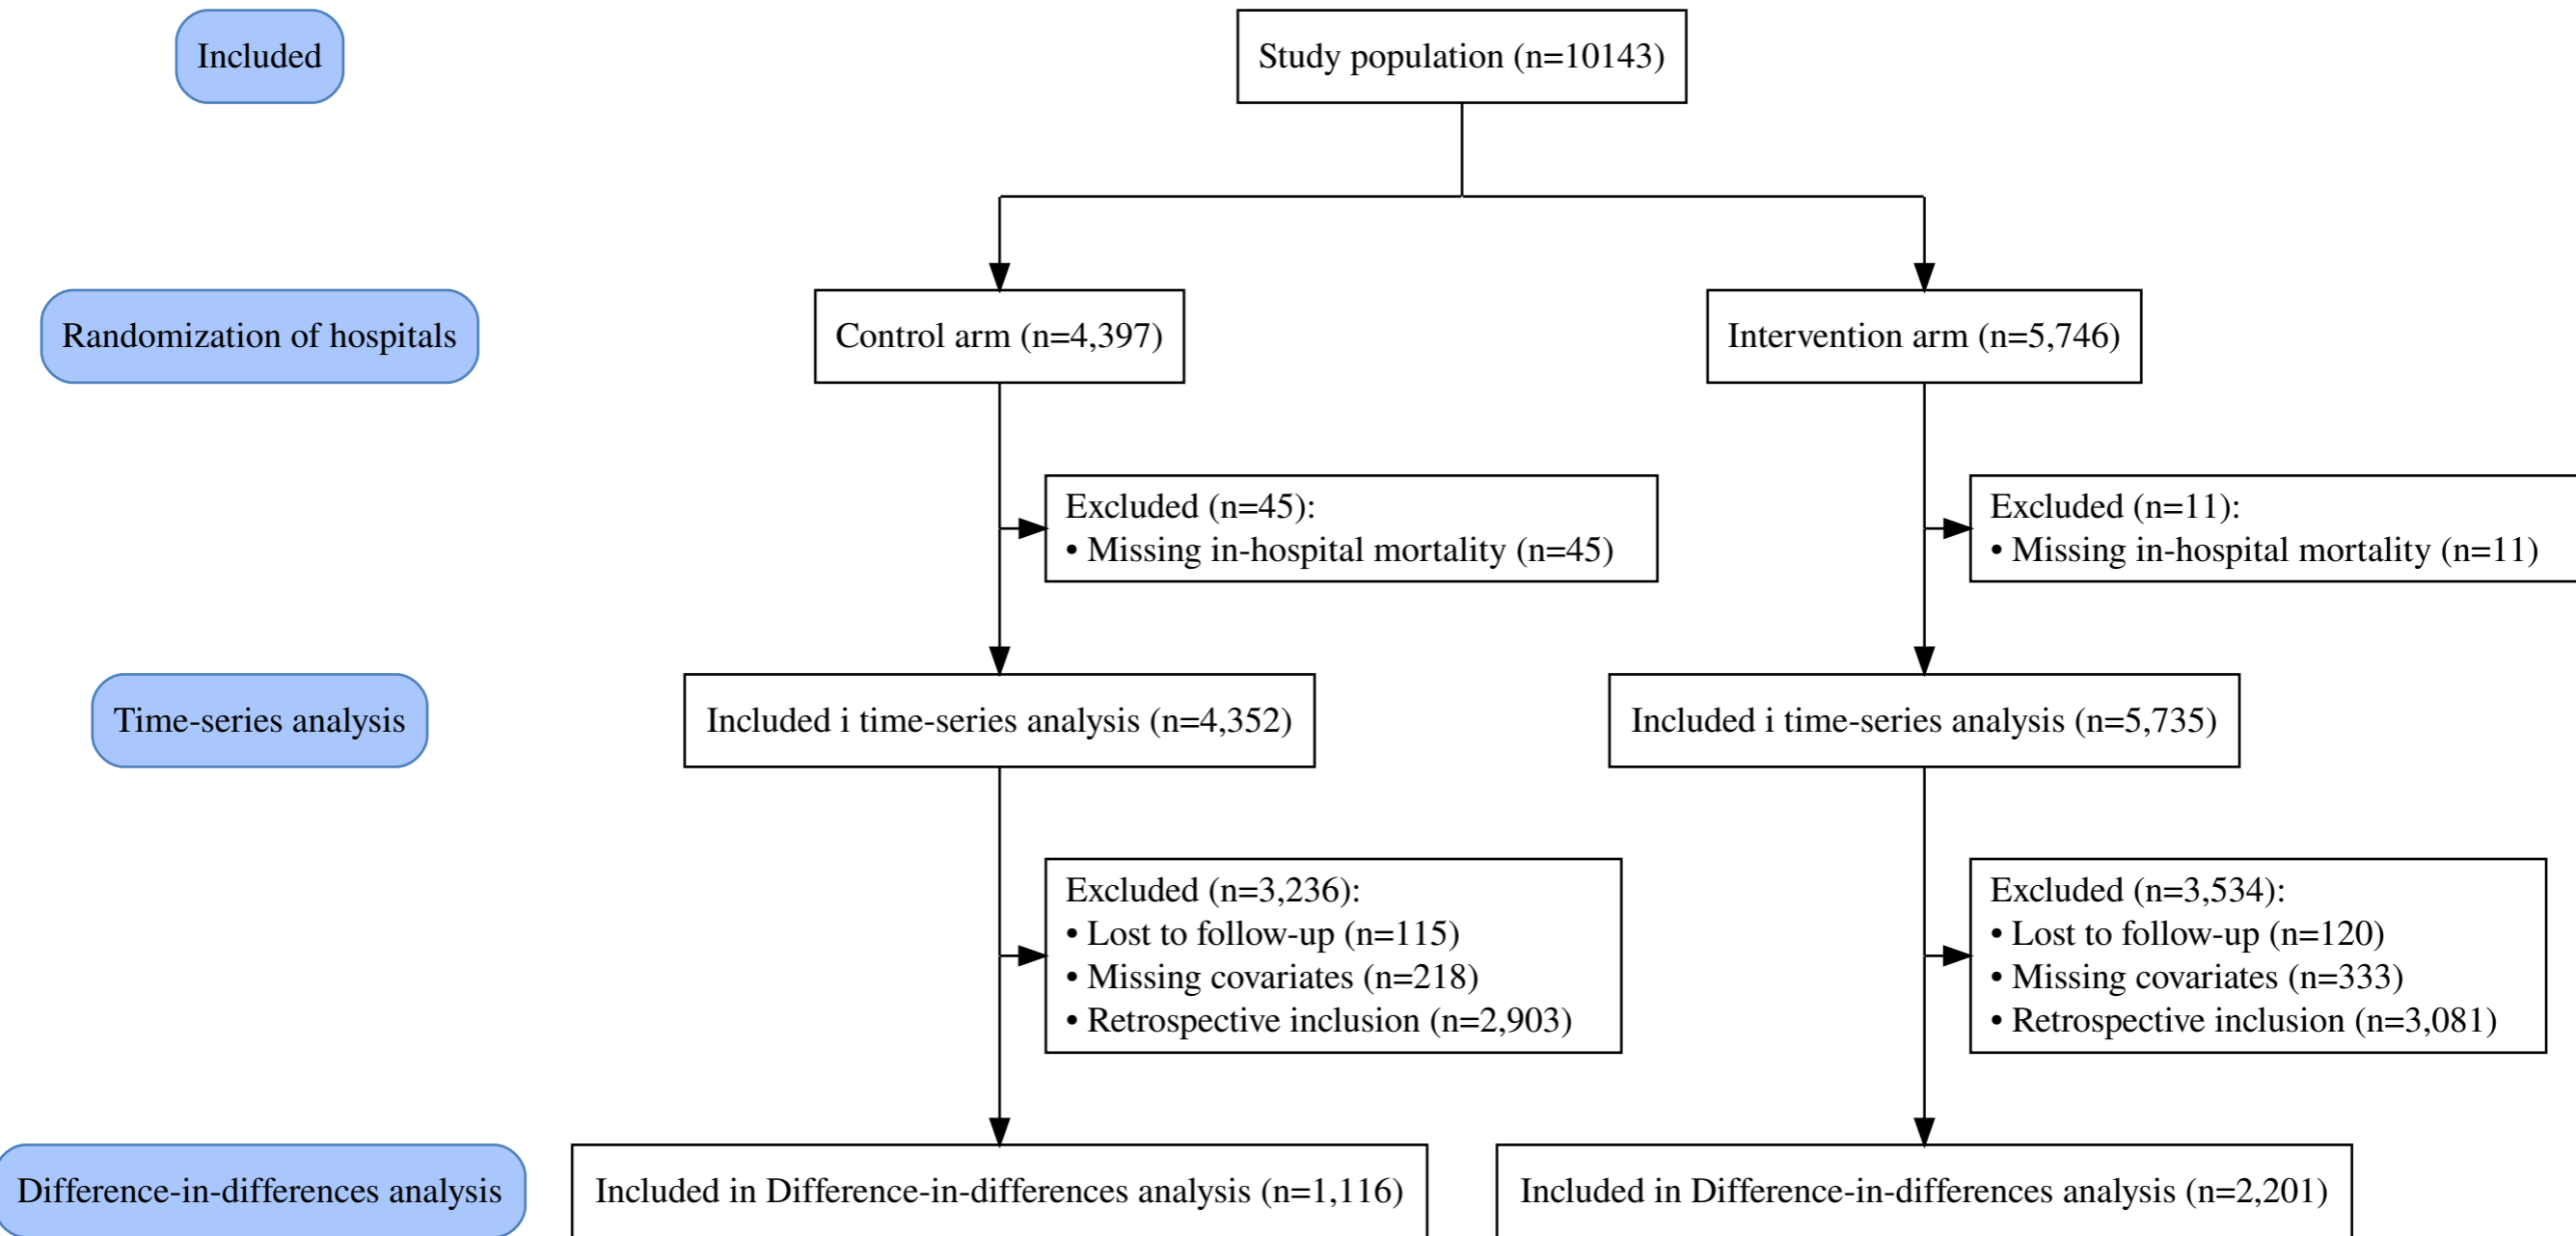 Included
Study population (n=10143)
Randomization of hospitals
Control arm (n=4,397)
Intervention arm (n=5,746)
Excluded (n=45):
• Missing in-hospital mortality (n=45)
Excluded (n=11):
• Missing in-hospital mortality (n=11)
Time-series analysis
Included i time-series analysis (n=4,352)
Included i time-series analysis (n=5,735)
Excluded (n=3,236):
• Lost to follow-up (n=115)
• Missing covariates (n=218)
• Retrospective inclusion (n=2,903)
Excluded (n=3,534):
• Lost to follow-up (n=120)
• Missing covariates (n=333)
• Retrospective inclusion (n=3,081)
Difference-in-differences analysis
Included in Difference-in-differences analysis (n=1,116)
Included in Difference-in-differences analysis (n=2,201)